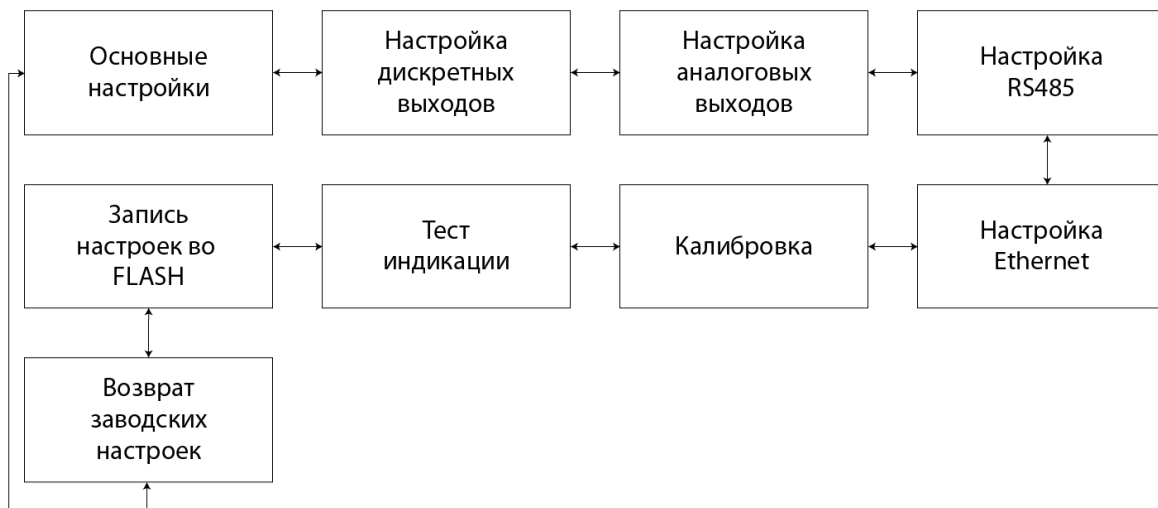 Основные
настройки
Настройка
дискретных
выходов
Настройка
аналоговых
выходов
Настройка
RS485
Запись
настроек во
FLASH
Тест
индикации
Калибровка
Настройка
Ethernet
Возврат
заводских
настроек